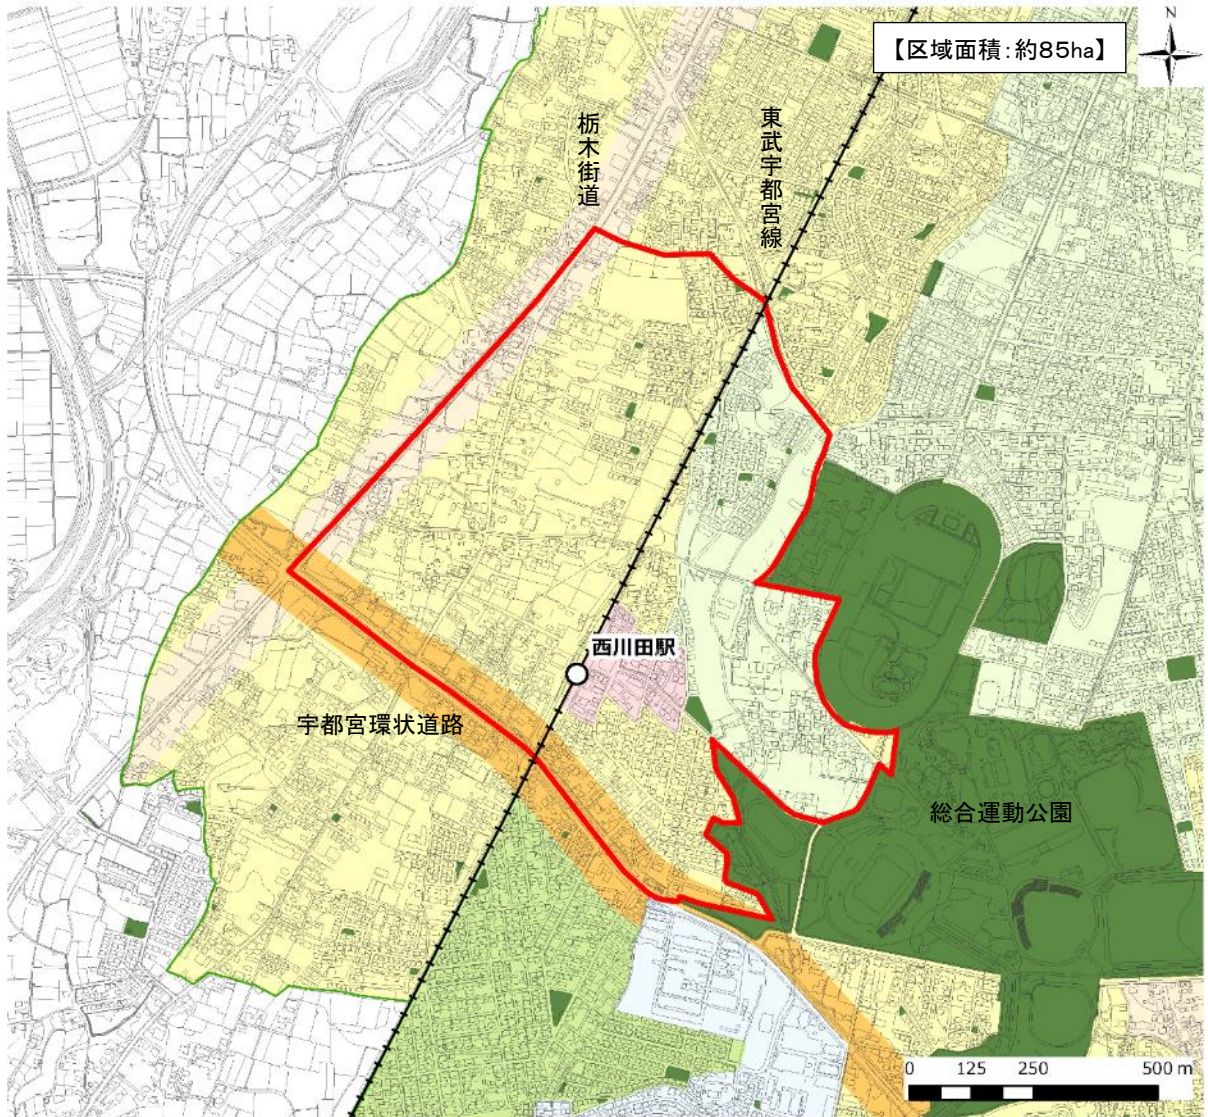 【区域面積：約85ha】
N
栃木街道
東武宇都宮線
西川田駅
宇都宮環状道路
総合運動公園
0 125 250 500 m